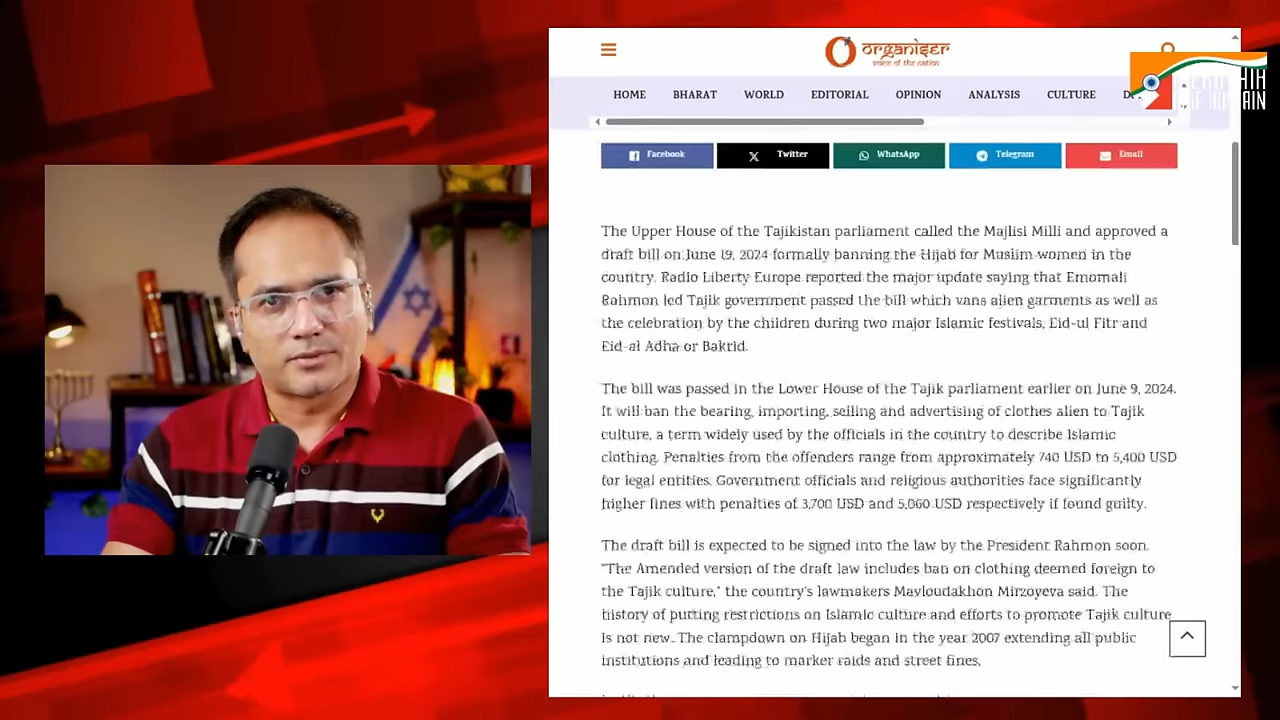 organiser
voice of the nation
HOME BHARAT WORLD EDITORIAL OPINION ANALYSIS CULTURE
Facebook Twitter WhatsApp Telegram Email
The Upper House of the Tajikistan parliament called the Majlisi Milli and approved a
draft bill on June 19, 2024 formally banning the Hijab for Muslim women in the
country. Radio Liberty Europe reported the major update saying that Emomali
Rahmon led Tajik government passed the bill which vans alien garments as well as
the celebration by the children during two major Islamic festivals, Eid-ul Fitr and
Eid-al Adha or Bakrid.
The bill was passed in the Lower House of the Tajik parliament earlier on June 9, 2024.
It will ban the bearing, importing, selling and advertising of clothes alien to Tajik
culture, a term widely used by the officials in the country to describe Islamic
clothing. Penalties from the offenders range from approximately 740 USD to 5,400 USD
for legal entities. Government officials and religious authorities face significantly
higher fines with penalties of 3,700 USD and 5,060 USD respectively if found guilty.
The draft bill is expected to be signed into the law by the President Rahmon soon.
"The Amended version of the draft law includes ban on clothing deemed foreign to
the Tajik culture," the country's lawmakers Mavloudakhon Mirzoyeva said. The
history of putting restrictions on Islamic culture and efforts to promote Tajik culture
is not new. The clampdown on Hijab began in the year 2007 extending all public
institutions and leading to marker raids and street fines,